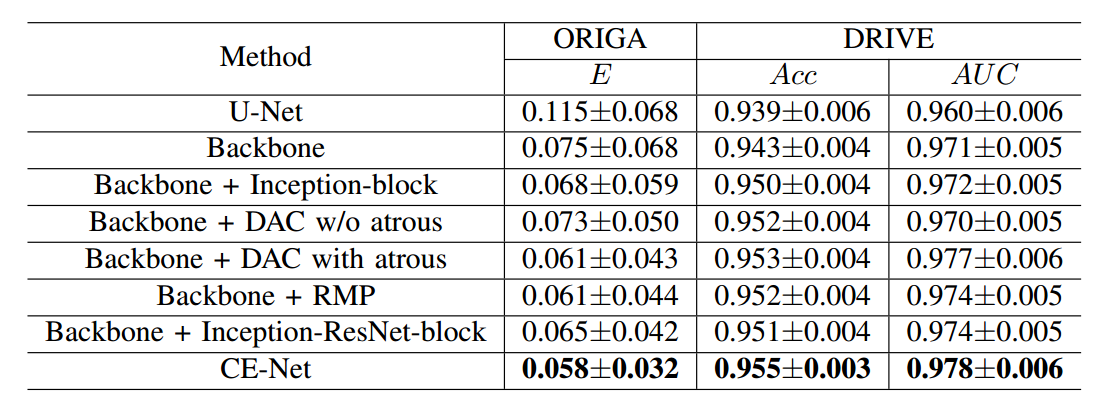 Method ORIGA DRIVE
E Acc AUC
U-Net 0.115±0.068 0.939±0.006 0.960±0.006
Backbone 0.075±0.068 0.943±0.004 0.971±0.005
Backbone + Inception-block 0.068±0.059 0.950±0.004 0.972±0.005
Backbone + DAC w/o atrous 0.073±0.050 0.952±0.004 0.970±0.005
Backbone + DAC with atrous 0.061±0.043 0.953±0.004 0.977±0.006
Backbone + RMP 0.061±0.044 0.952±0.004 0.974±0.005
Backbone + Inception-ResNet-block 0.065±0.042 0.951±0.004 0.974±0.005
CE-Net 0.058±0.032 0.955±0.003 0.978±0.006